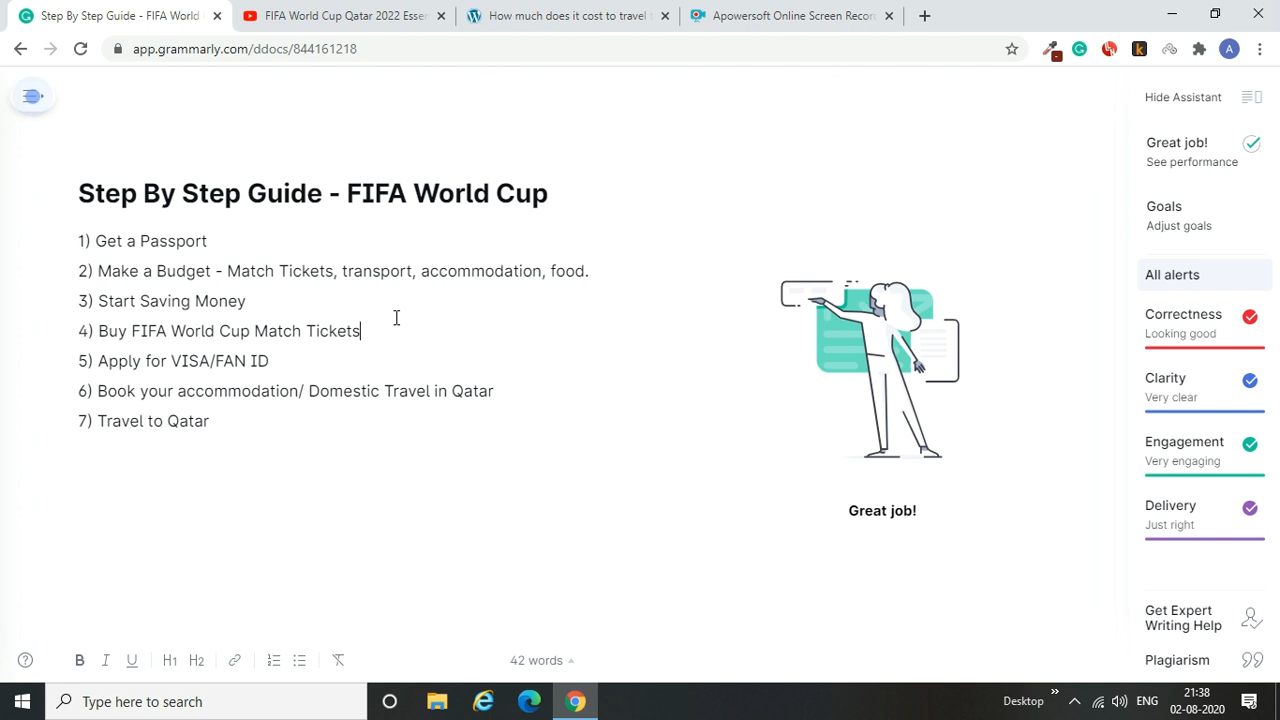 Step By Step Guide - FIFA World
FIFA World Cup Qatar 2022 Essen
How much does it cost to travel t
Apowersoft Online Screen Record
app.grammarly.com/ddocs/844161218
A
Hide Assistant
Great job!
See performance
Goals
Adjust goals
All alerts
Correctness
Looking good
Clarity
Very clear
Engagement
Very engaging
Delivery
Just right
Get Expert
Writing Help
Plagiarism
Step By Step Guide - FIFA World Cup
1) Get a Passport
2) Make a Budget - Match Tickets, transport, accommodation, food.
3) Start Saving Money
4) Buy FIFA World Cup Match Tickets
5) Apply for VISA/FAN ID
6) Book your accommodation/ Domestic Travel in Qatar
7) Travel to Qatar
Great job!
B I U H1 H2
42 words
Type here to search
Desktop
ENG
21:38
02-08-2020